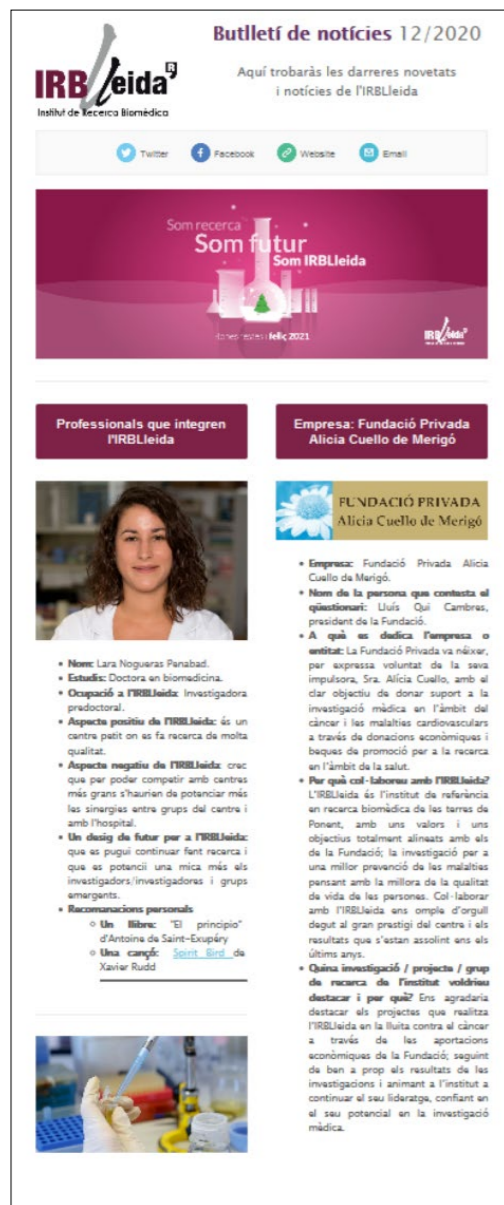 IRBLleida
Institut de Recerca Biomèdica
Butlletí de notícies 12/2020
Aquí trobaràs les darreres novetats
i notícies de l'IRBLleida
Twitter
Facebook
Website
Email
Som recerca
Som futur
Som IRBLleida
feliç 2021
IRBLleida
Professionals que integren
l'IRBLleida
Nom: Lara Nogueras Penabad.
Estudis: Doctora en biomedicina.
Ocupació a l'IRBLleida: Investigadora
predoctoral.
Aspecte positiu de l'IRBLleida: és un
centre petit on es fa recerca de molta
qualitat.
Aspecte negatiu de l'IRBLleida: crec
que per poder competir amb centres
més grans s'haurien de potenciar més
les sinergies entre grups del centre i
amb l'hospital.
Un desig de futur per a l'IRBLleida:
que es pugui continuar fent recerca i
que es potenciï una mica més els
investigadors/investigadores i grups
emergents.
Recomanacions personals
Un llibre: "El principio"
d'Antoine de Saint-Exupéry
Una cançó: Spirit Bird de
Xavier Rudd
Empresa: Fundació Privada
Alicia Cuello de Merigó
FUNDACIÓ PRIVADA
Alicia Cuello de Merigó
Empresa: Fundació Privada Alicia
Cuello de Merigó.
Nom de la persona que contesta el
qüestionari: Lluís Qui Cambres,
president de la Fundació.
A què es dedica l'empresa o
entitat: La Fundació Privada va néixer,
per expressa voluntat de la seva
impulsora, Sra. Alícia Cuello, amb el
clar objectiu de donar suport a la
investigació mèdica en l'àmbit del
càncer i les malalties cardiovasculars
a través de donacions econòmiques i
beques de promoció per a la recerca
en l'àmbit de la salut.
Per què col·laboreu amb l'IRBLleida?
L'IRBLleida és l'institut de referència
en recerca biomèdica de les terres de
Ponent, amb uns valors i uns
objectius totalment alineats amb els
de la Fundació; la investigació per a
una millor prevenció de les malalties
pensant amb la millora de la qualitat
de vida de les persones. Col·laborar
amb l'IRBLleida ens omple d'orgull
degut al gran prestigi del centre i els
resultats que s'estan assolint ens els
últims anys.
Quina investigació / projecte / grup
de recerca de l'institut voldríeu
destacar i per què? Ens agradaria
destacar els projectes que realitza
l'IRBLleida en la lluita contra el càncer
a través de les aportacions
econòmiques de la Fundació; seguint
de ben a prop els resultats de les
investigacions i animant a l'institut a
continuar el seu lideratge, confiant en
el seu potencial en la investigació
mèdica.